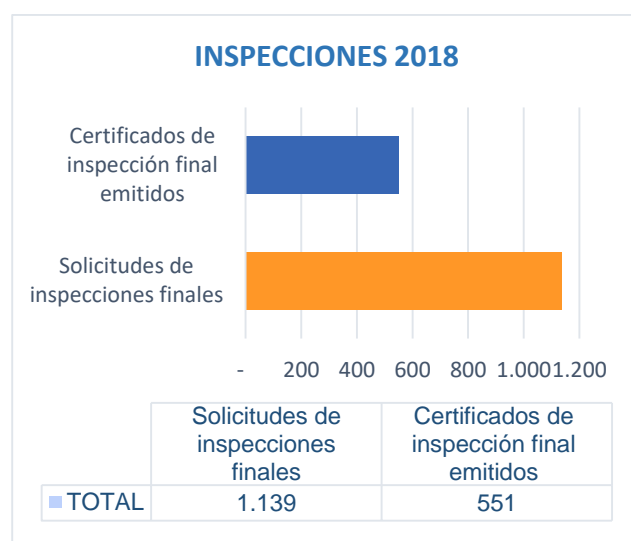 INSPECCIONES 2018
Certificados de
inspección final
emitidos
Solicitudes de
inspecciones finales
- 200 400 600 800 1.000 1.200
Solicitudes de
inspecciones
finales
Certificados de
inspección final
emitidos
TOTAL 1.139 551